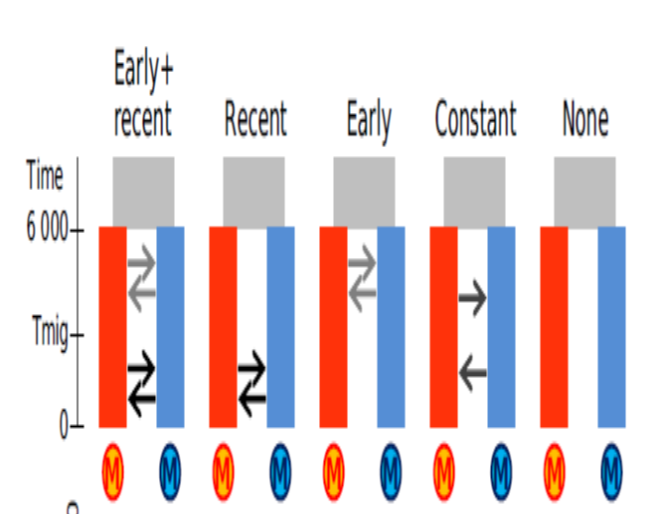 Early+
recent
Recent
Early
Constant
None
Time
6 000
Tmig
0
M M M M M M M M M M